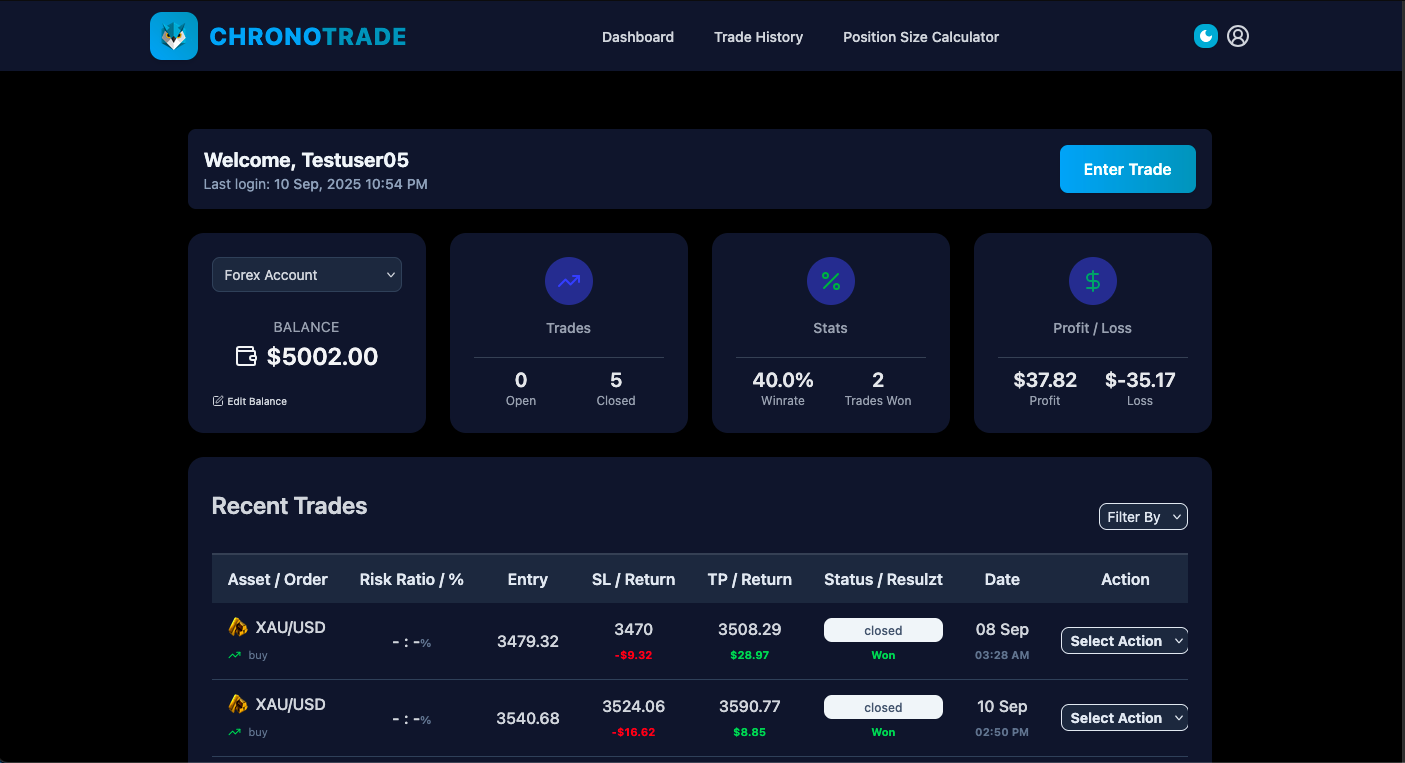 CHRONOTRADE
Dashboard
Trade History
Position Size Calculator
Welcome, Testuser05
Last login: 10 Sep, 2025 10:54 PM
Enter Trade
Forex Account
BALANCE
$5002.00
Edit Balance
Trades
0
5
Open
Closed
Stats
40.0%
2
Winrate
Trades Won
Profit / Loss
$37.82
$-35.17
Profit
Loss
Recent Trades
Filter By
Asset / Order Risk Ratio / % Entry SL / Return TP / Return Status / Resulzt Date Action
XAU/USD - : -% 3479.32 3470 3508.29 closed 08 Sep Select Action
buy -$9.32 $28.97 Won 03:28 AM
XAU/USD - : -% 3540.68 3524.06 3590.77 closed 10 Sep Select Action
buy -$16.62 $8.85 Won 02:50 PM